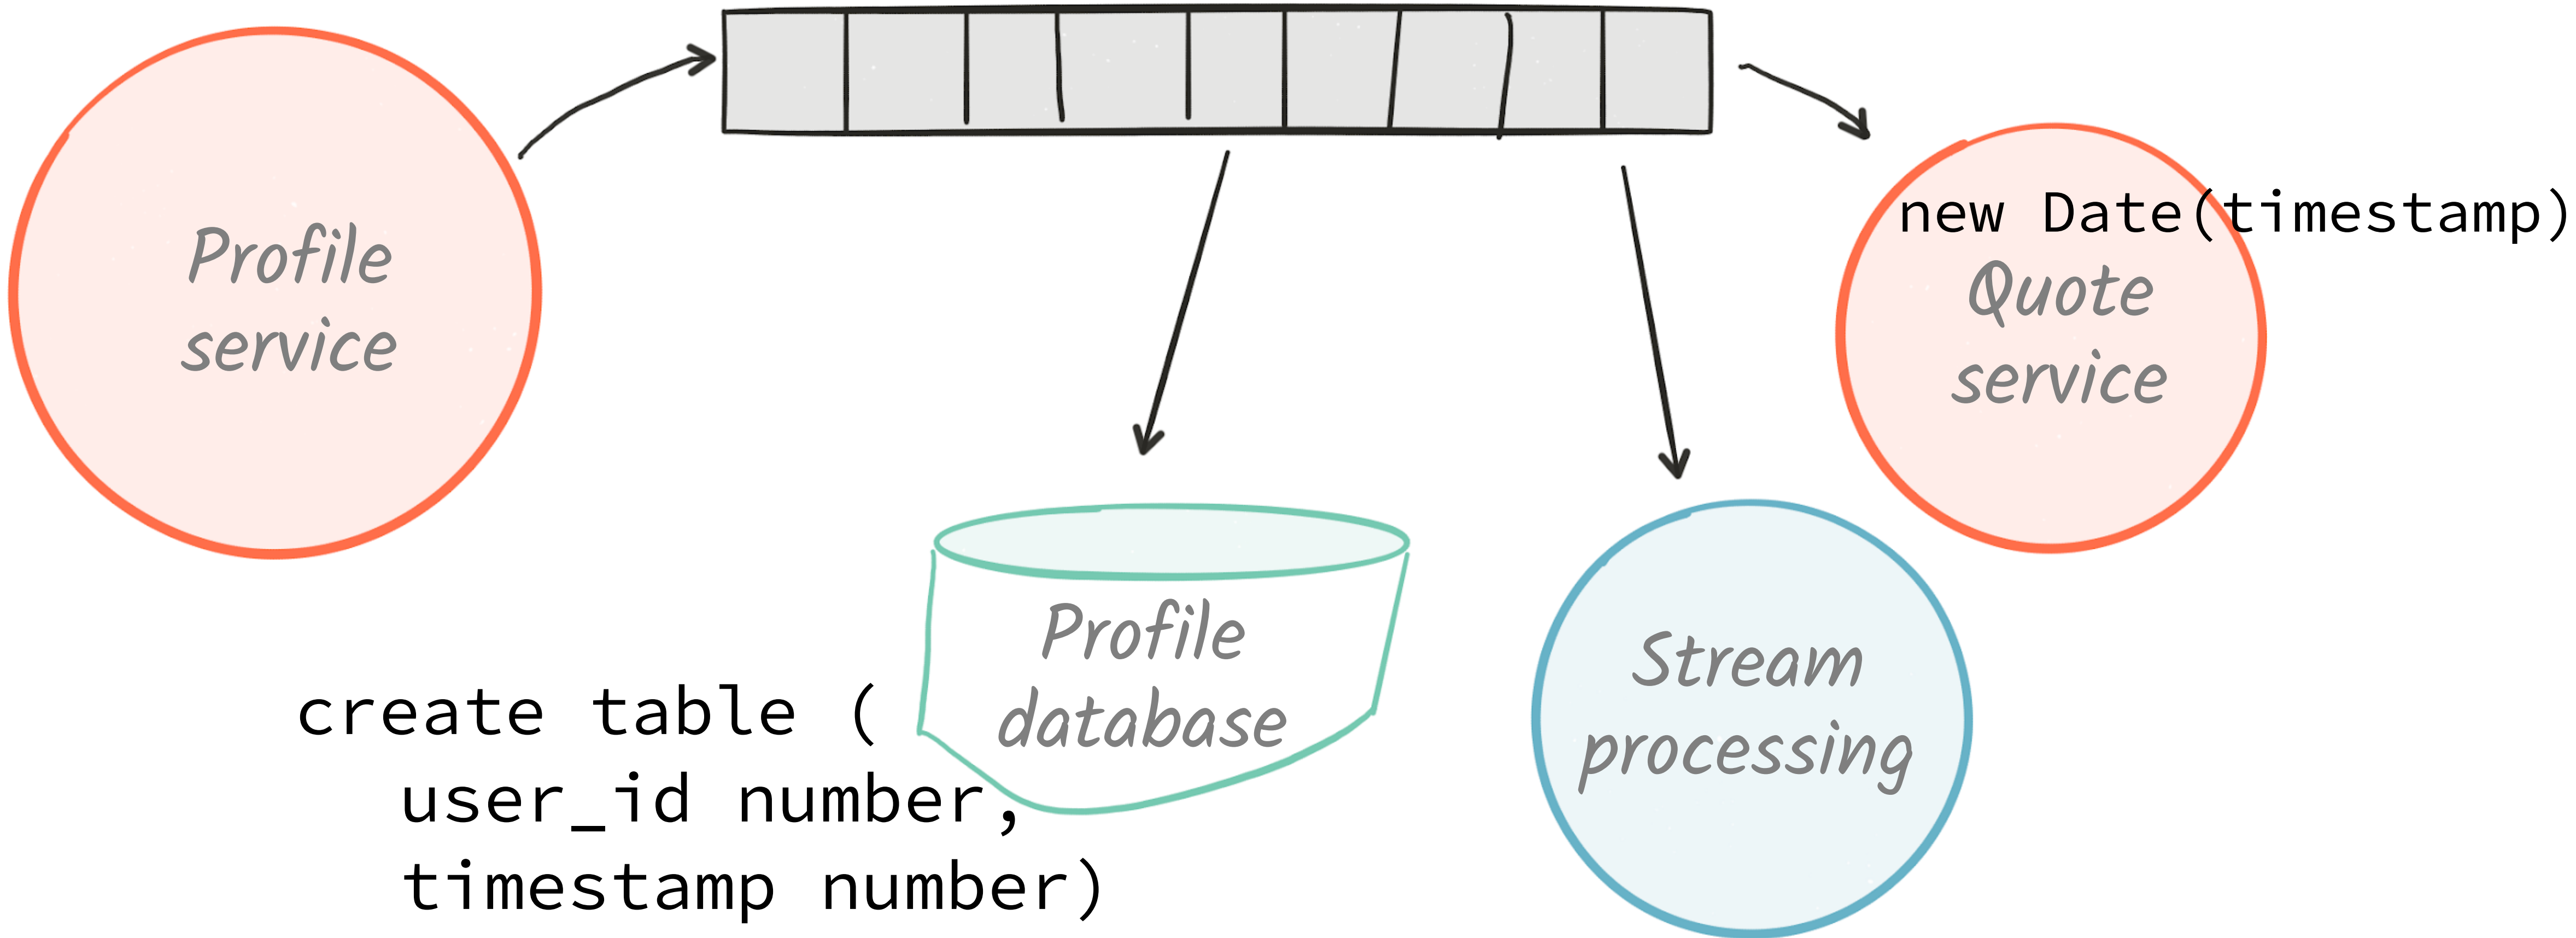 Profile
service
new Date(timestamp)
Quote
service
Profile
database
create table (
user_id number,
timestamp number)
Stream
processing